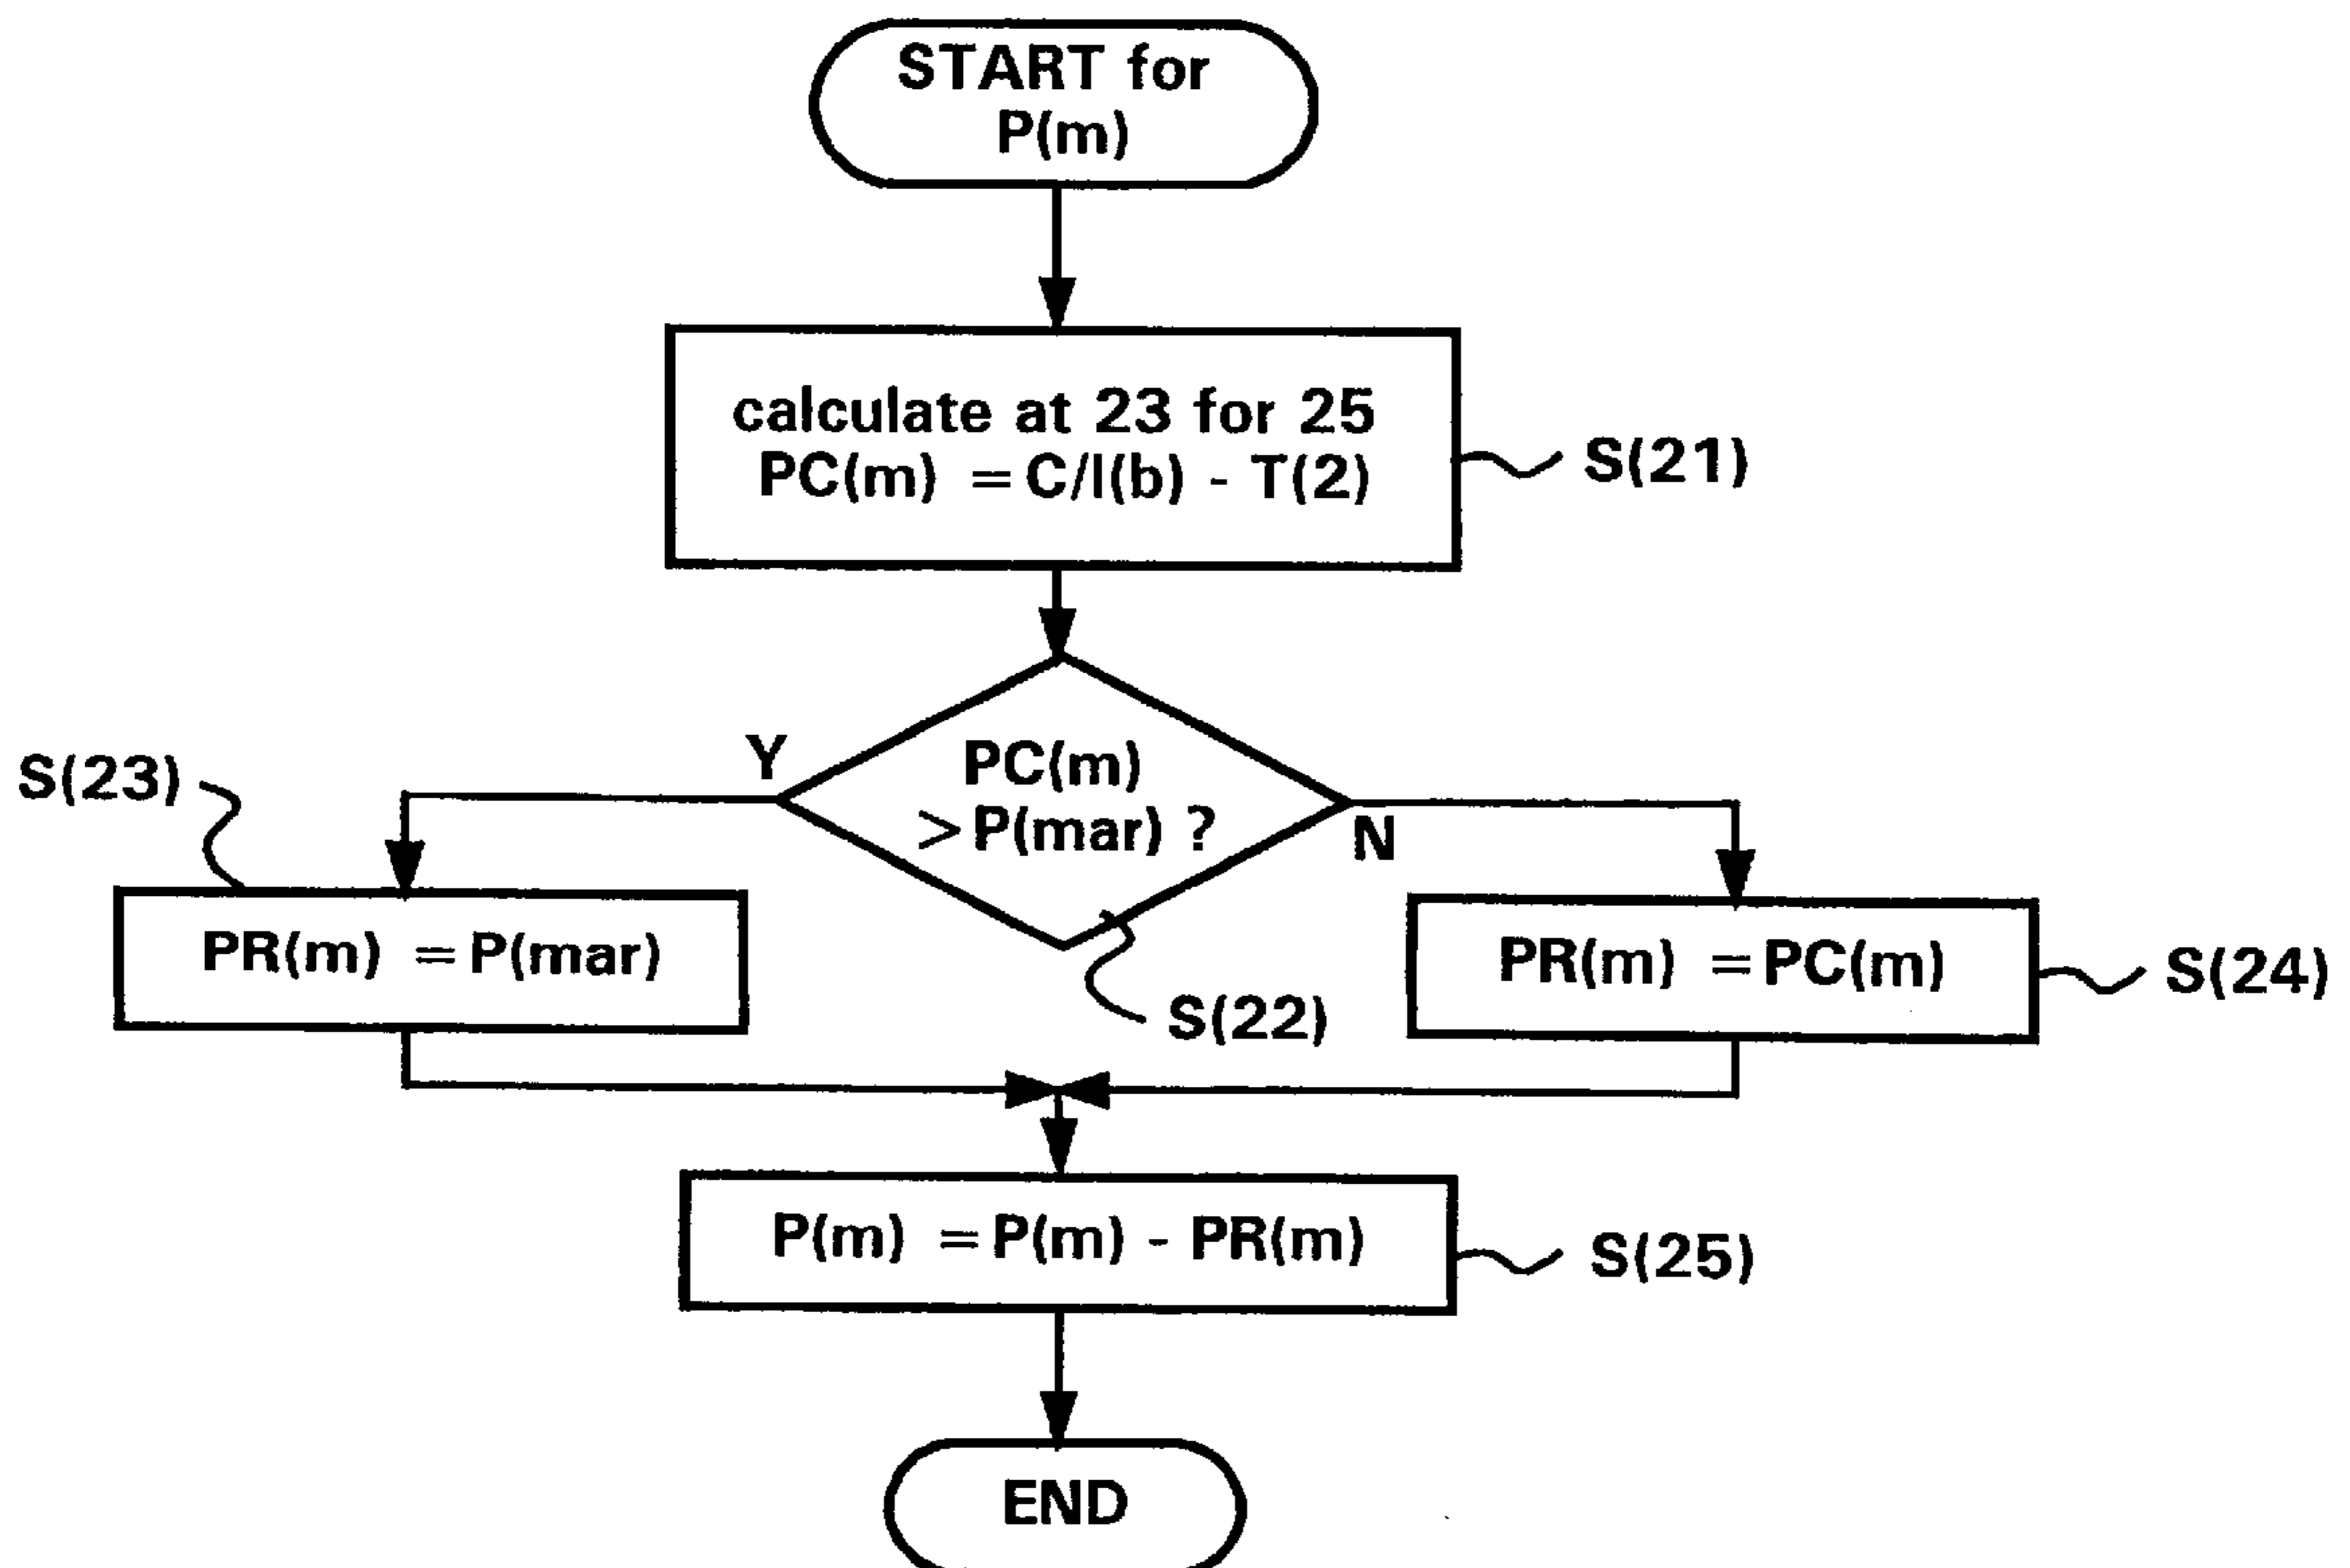 START for
P(m)
calculate at 23 for 25
PC(m) = C/I(b) - T(2)
S(21)
PC(m)
> P(mar) ?
Y
N
S(22)
S(23)
PR(m) = P(mar)
PR(m) = PC(m)
S(24)
P(m) = P(m) - PR(m)
S(25)
END